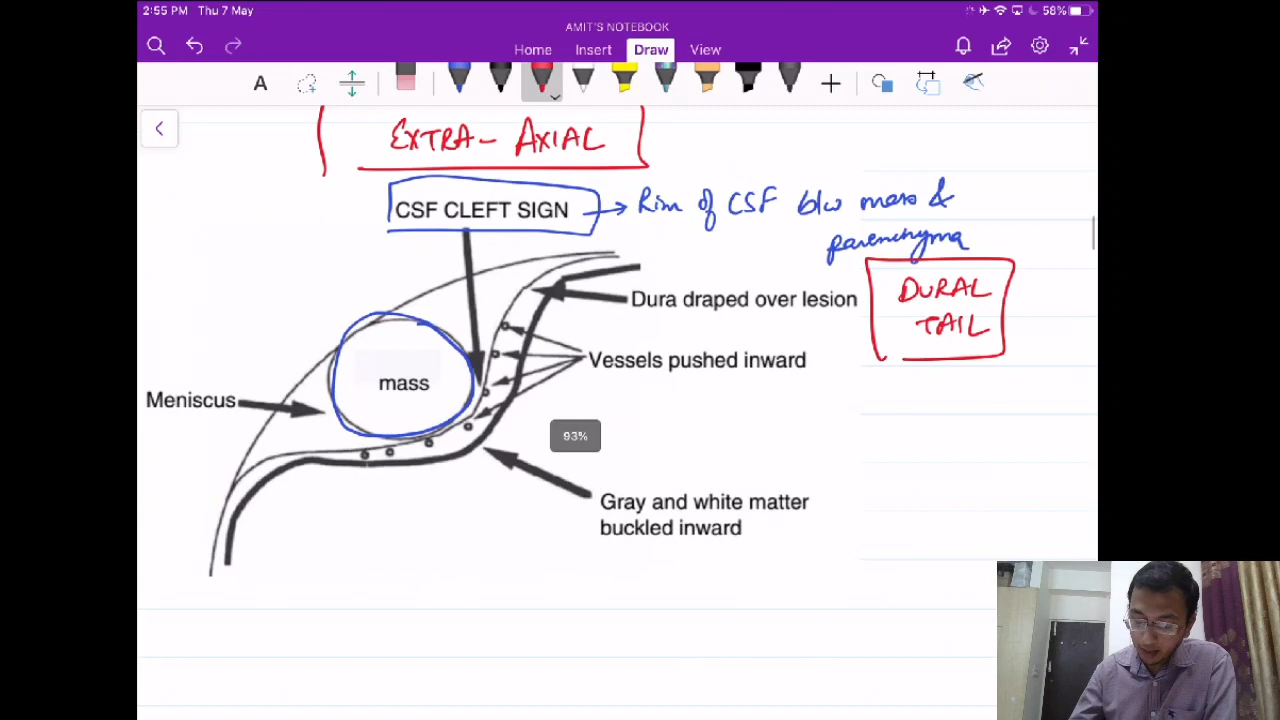 2:55 PM Thu 7 May
58%
AMIT'S NOTEBOOK
Home Insert Draw View
A
EXTRA - AXIAL
CSF CLEFT SIGN → Rim of CSF b/w mass &
parenchyma
DURAL
TAIL
Dura draped over lesion
Vessels pushed inward
mass
Meniscus
93%
Gray and white matter
buckled inward